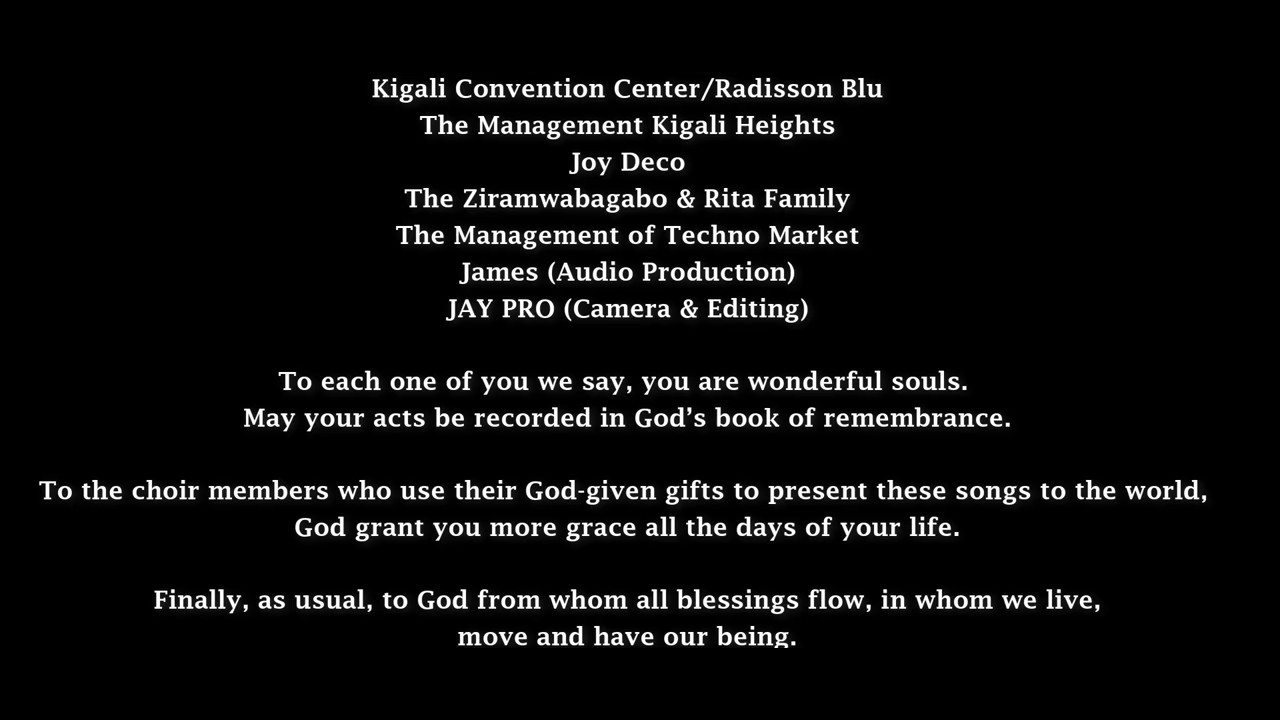 Kigali Convention Center/Radisson Blu
The Management Kigali Heights
Joy Deco
The Ziramwabagabo & Rita Family
The Management of Techno Market
James (Audio Production)
JAY PRO (Camera & Editing)
To each one of you we say, you are wonderful souls.
May your acts be recorded in God’s book of remembrance.
To the choir members who use their God-given gifts to present these songs to the world,
God grant you more grace all the days of your life.
Finally, as usual, to God from whom all blessings flow, in whom we live,
move and have our being.